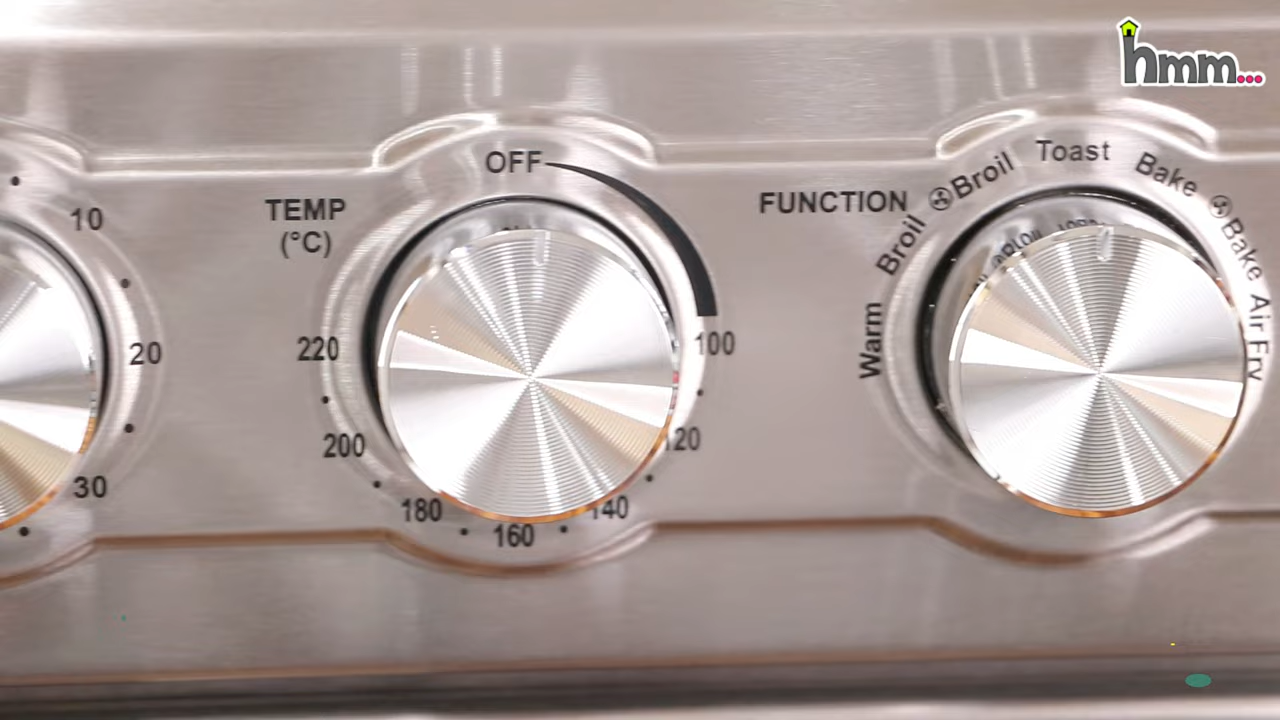 hmm...
OFF
Toast
Broil
Bake
TEMP
(°C)
FUNCTION
10
Broil
Bake
20
220
100
Warm
Air Fry
200
120
30
180
140
160